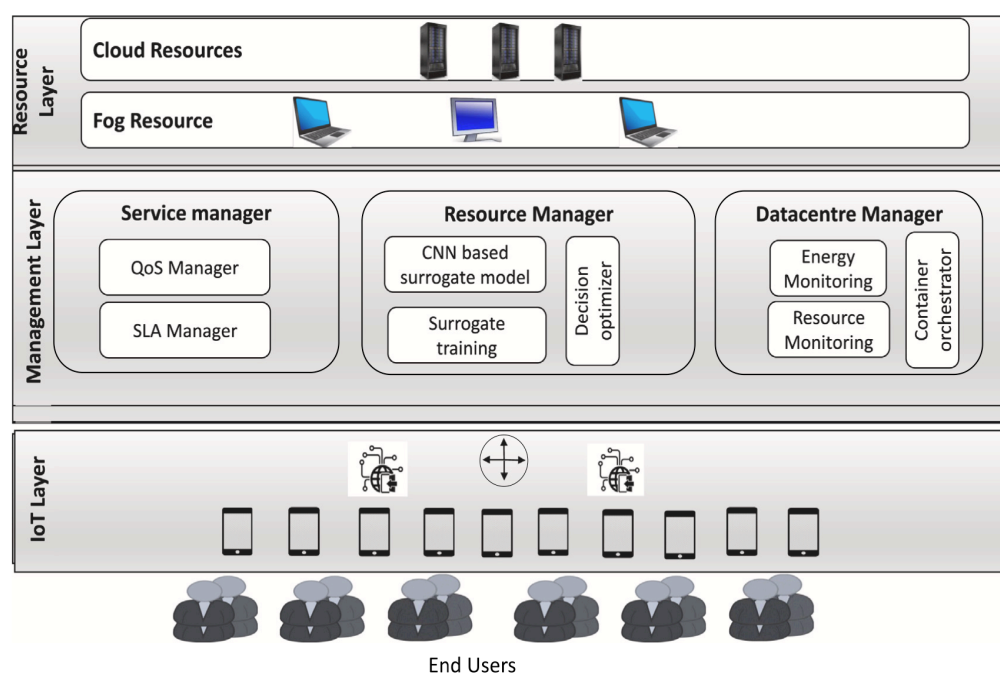 Resource
Layer
Cloud Resources
Fog Resource
Management Layer
Service manager
QoS Manager
SLA Manager
Resource Manager
CNN based
surrogate model
Surrogate
training
Decision
optimizer
Datacentre Manager
Energy
Monitoring
Resource
Monitoring
Container
orchestrator
IoT Layer
End Users